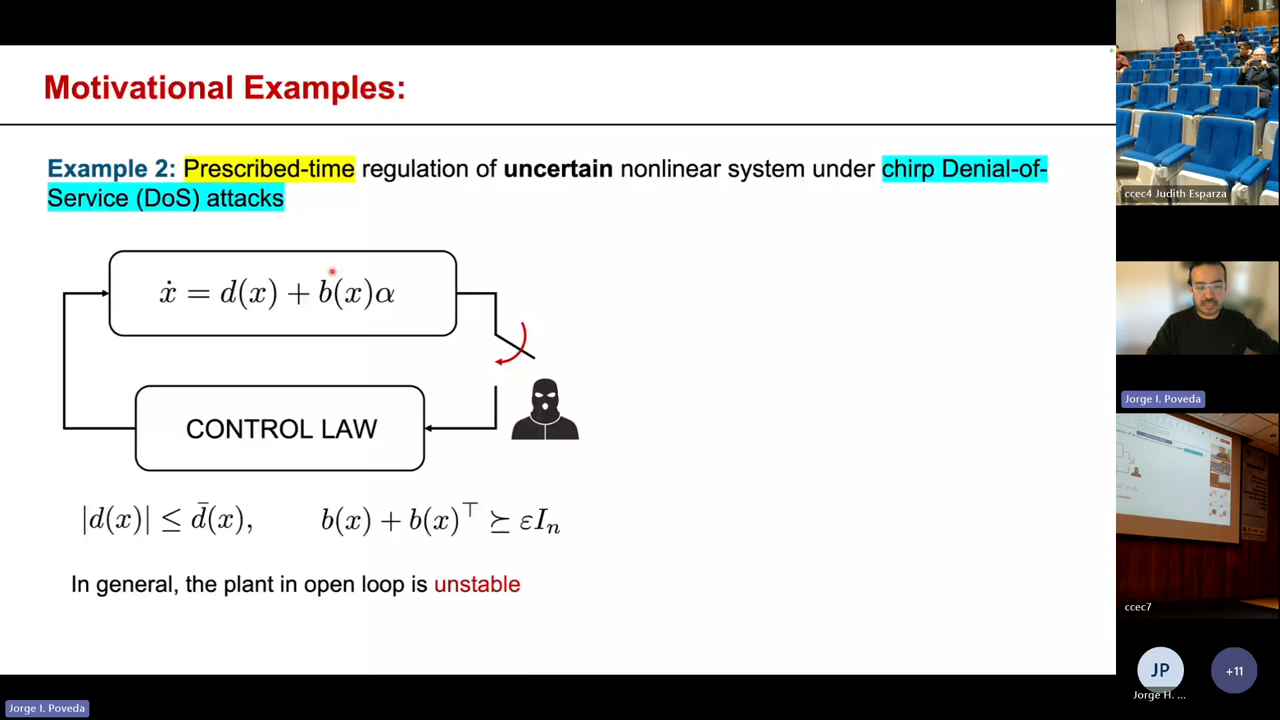 Motivational Examples:
Example 2: Prescribed-time regulation of uncertain nonlinear system under chirp Denial-of-
Service (DoS) attacks
ẋ = d(x) + b(x)α
CONTROL LAW
|d(x)| ≤ d̄(x), b(x) + b(x)^⊤ ⪰ εI_n
In general, the plant in open loop is unstable
ccec4 Judith Esparza
Jorge I. Poveda
ccec7
JP
Jorge H. ...
+11
Jorge I. Poveda